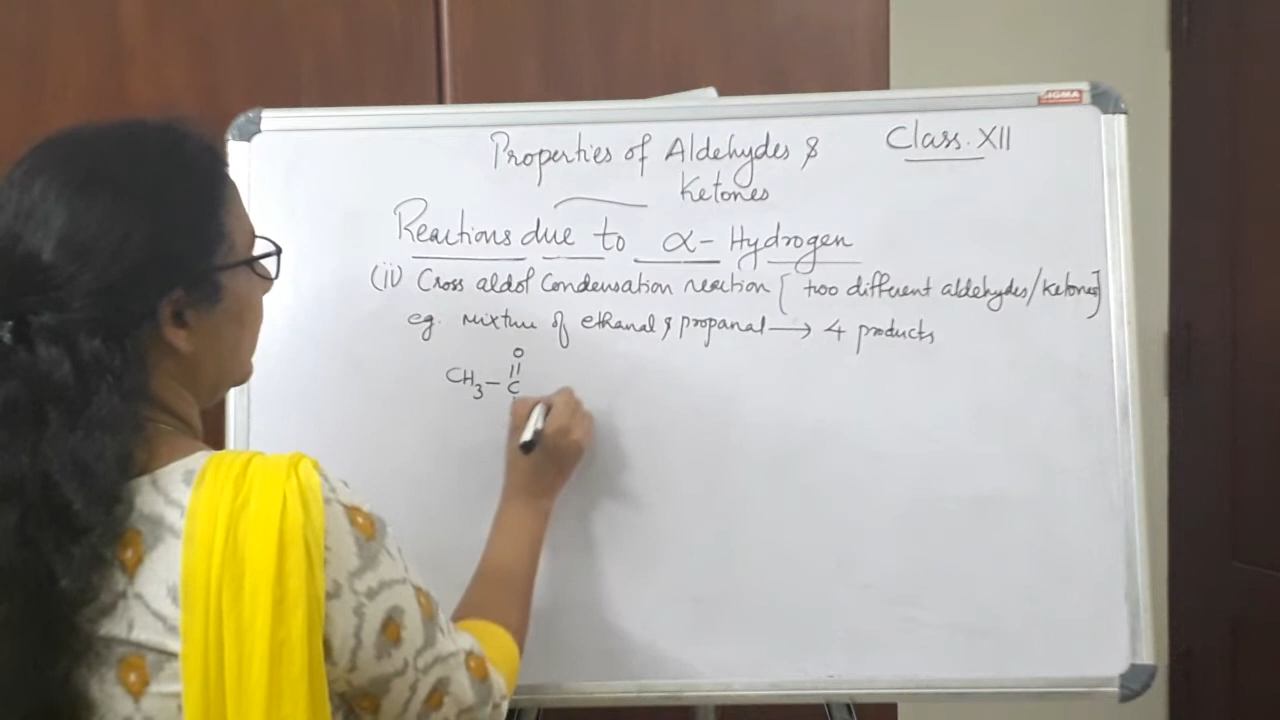 SIGMA
Properties of Aldehydes &
Ketones
Class. XII
Reactions due to α- Hydrogen
(ii) Cross aldol Condensation reaction [two different aldehydes/ketones]
eg. mixture of ethanal & propanal → 4 products
O
||
CH₃–C